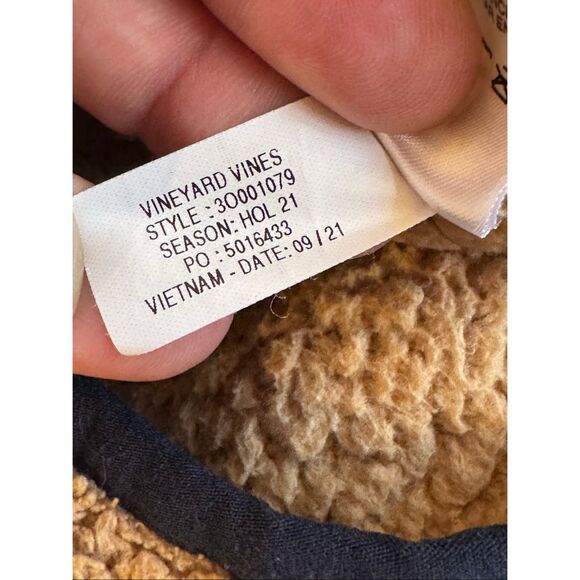 VINEYARD VINES
STYLE : 3O001079
SEASON- HOL 21
PO : 5016433
VIETNAM - DATE: 09 / 21